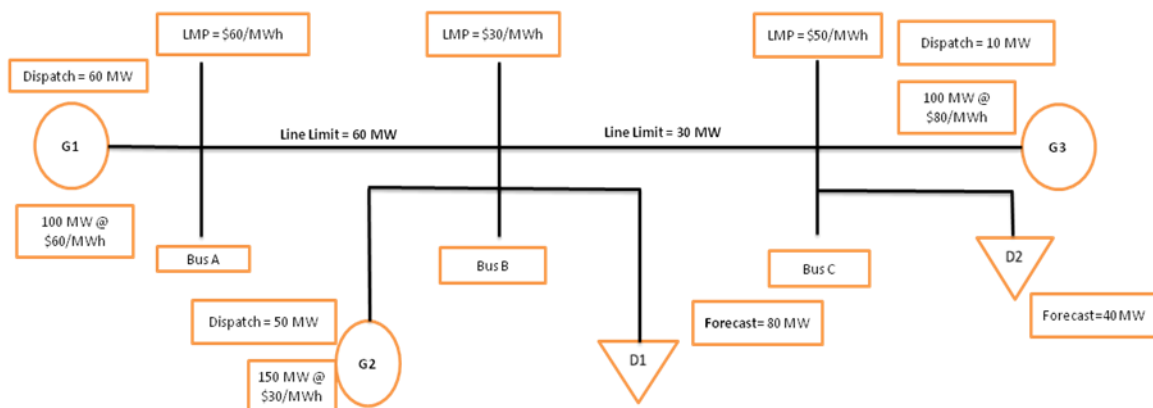 LMP = $60/MWh
LMP = $30/MWh
LMP = $50/MWh
Dispatch = 10 MW
Dispatch = 60 MW
100 MW @
$80/MWh
Line Limit = 60 MW
Line Limit = 30 MW
G1
G3
100 MW @
$60/MWh
Bus A
Bus B
Bus C
D2
Dispatch = 50 MW
Forecast= 80 MW
Forecast=40 MW
G2
D1
150 MW @
$30/MWh